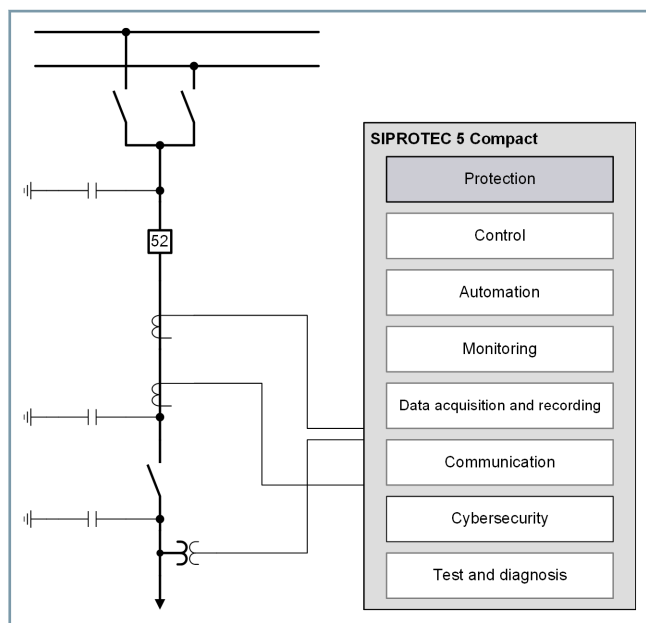 SIPROTEC 5 Compact
Protection
52
Control
Automation
Monitoring
Data acquisition and recording
Communication
Cybersecurity
Test and diagnosis